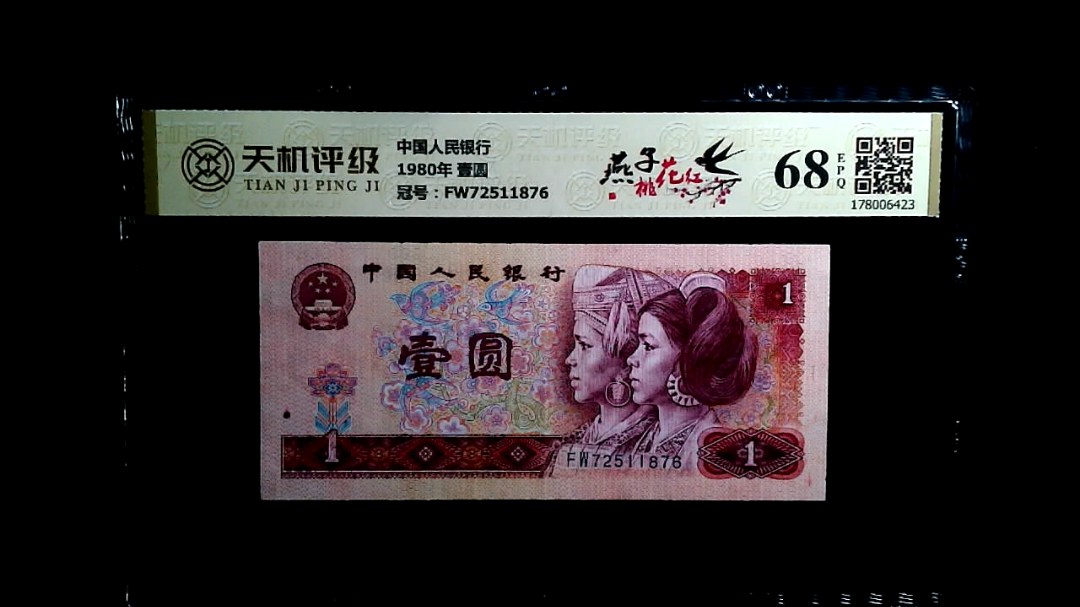 天机评级
TIAN JI PING JI
中国人民银行
1980年 壹圆
冠号：FW72511876
燕子
桃花红
68
EPQ
178006423
中国人民银行
1
壹圆
1
FW72511876
1